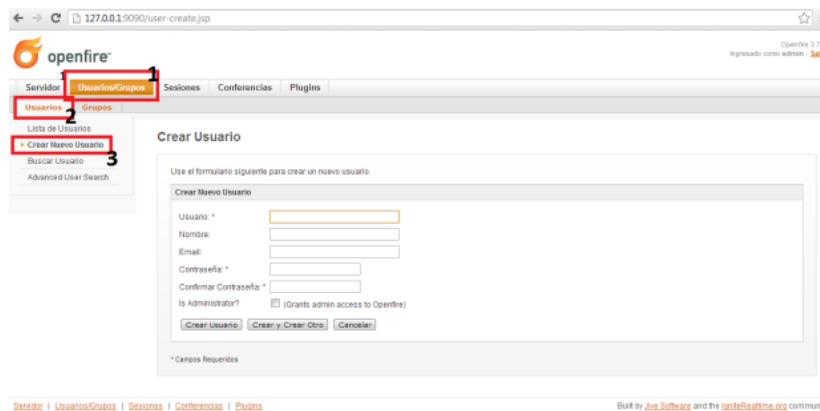 127.0.0.1:9090/user-create.jsp
openfire™
Openfire 3.7
Ingresado como admin - Sal
1
1
Servidor Usuarios/Grupos Sesiones Conferencias Plugins
Usuarios Grupos
2
Lista de Usuarios
Crear Nuevo Usuario
3
Buscar Usuario
Advanced User Search
Crear Usuario
Use el formulario siguiente para crear un nuevo usuario.
Crear Nuevo Usuario
Usuario: *
Nombre:
Email:
Contraseña: *
Confirmar Contraseña: *
Is Administrator? (Grants admin access to Openfire)
Crear Usuario Crear y Crear Otro Cancelar
* Campos Requeridos
Servidor | Usuarios/Grupos | Sesiones | Conferencias | Plugins
Built by Jive Software and the IgniteRealtime.org commun